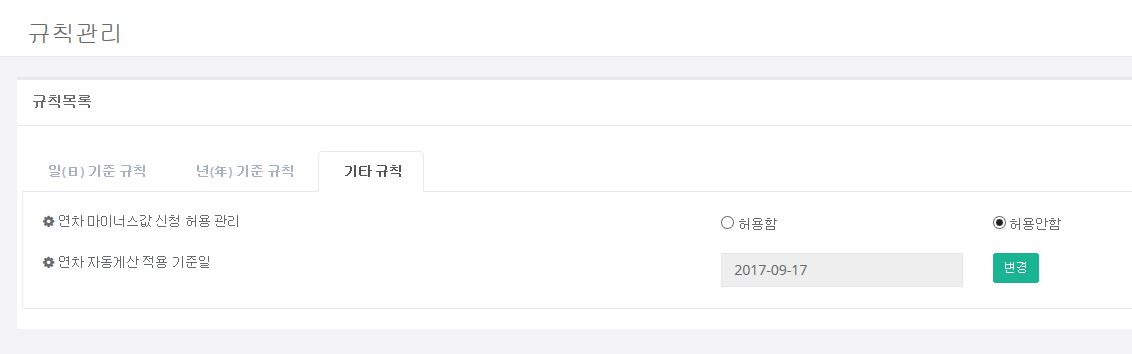 규칙관리
규칙목록
일(日) 기준 규칙 년(年) 기준 규칙 기타 규칙
연차 마이너스값 신청 허용 관리 허용함 허용안함
연차 자동계산 적용 기준일 2017-09-17 변경